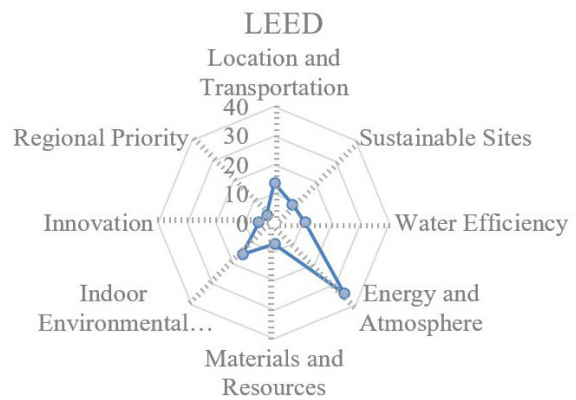 LEED
Location and
Transportation
40
30
20
10
0
Regional Priority
Sustainable Sites
Innovation
Water Efficiency
Indoor
Environmental...
Energy and
Atmosphere
Materials and
Resources